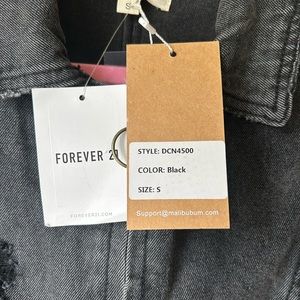 S
FOREVER 21
FOREVER21.COM
STYLE: DCN4500
COLOR: Black
SIZE: S
Support@malibubum.com